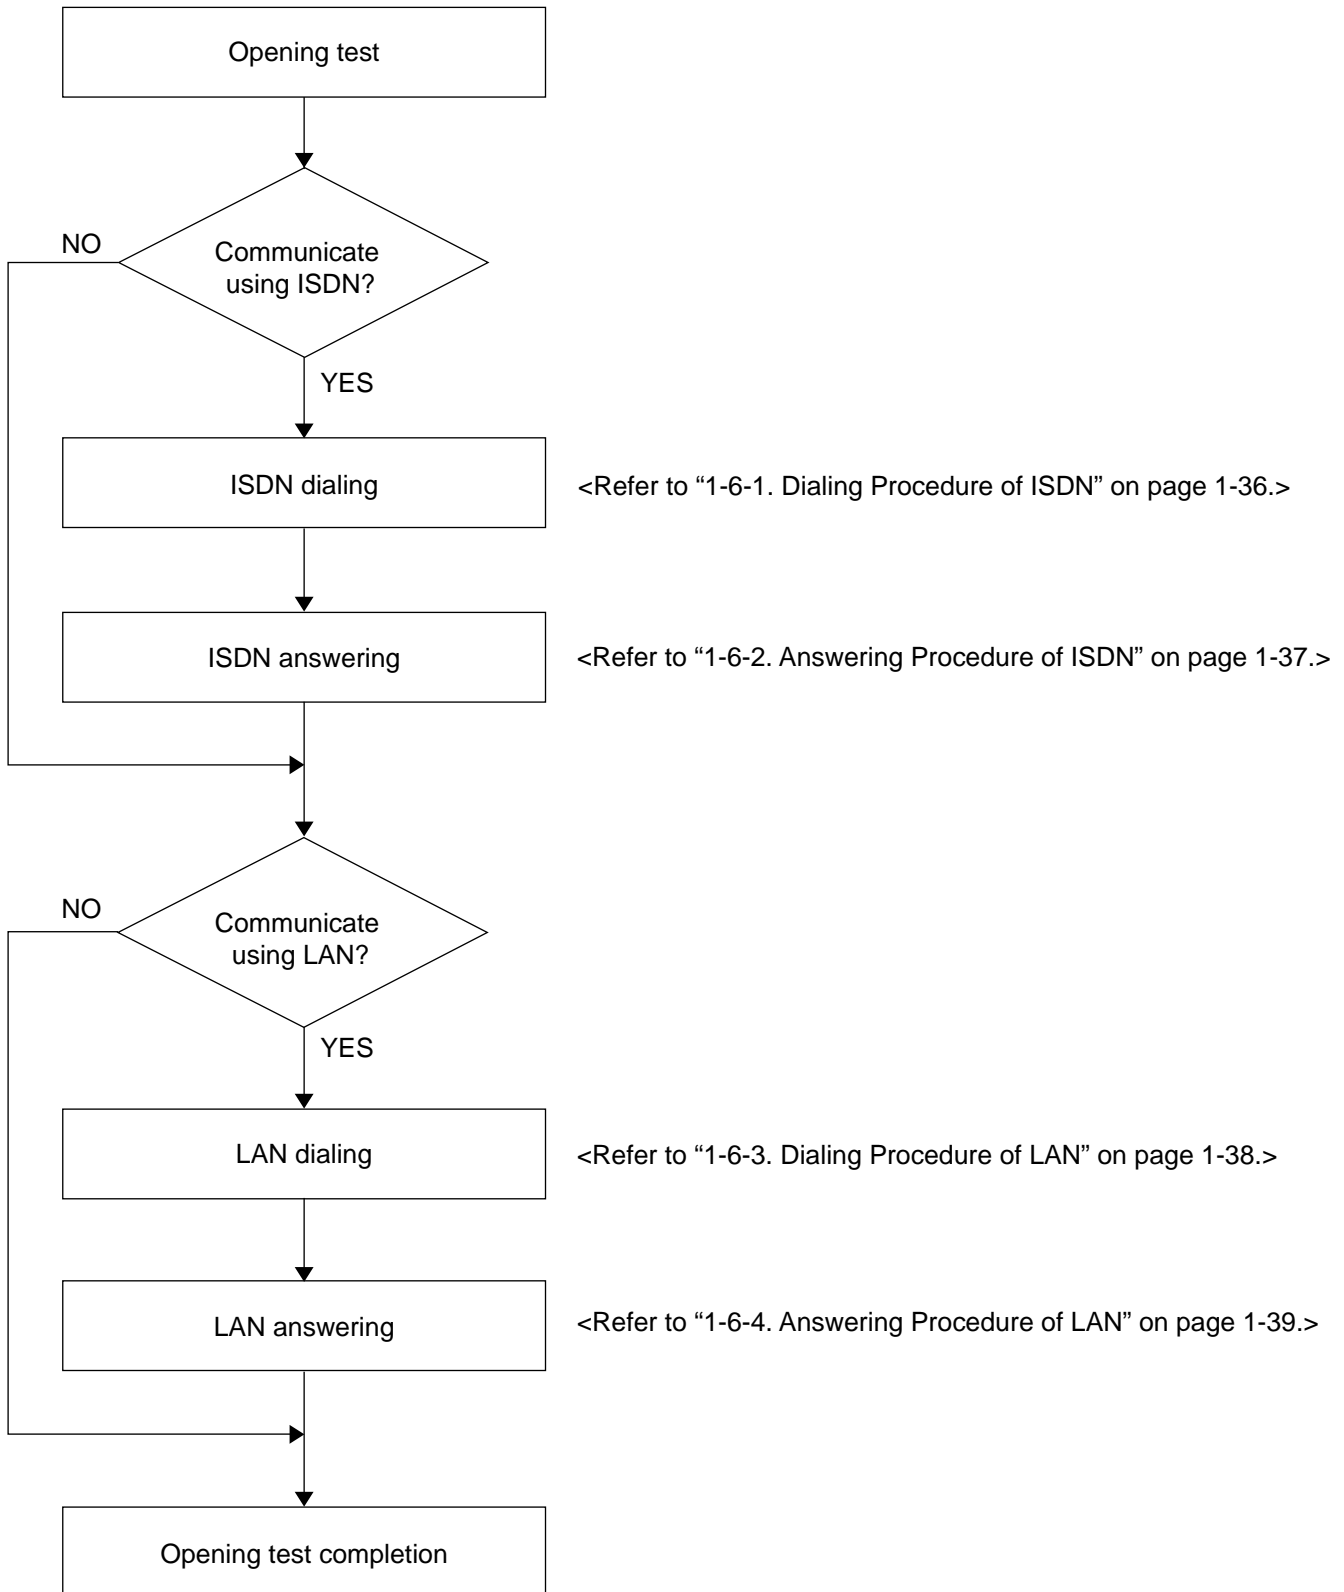 Opening test
NO
Communicate
using ISDN?
YES
ISDN dialing
<Refer to “1-6-1. Dialing Procedure of ISDN” on page 1-36.>
ISDN answering
<Refer to “1-6-2. Answering Procedure of ISDN” on page 1-37.>
NO
Communicate
using LAN?
YES
LAN dialing
<Refer to “1-6-3. Dialing Procedure of LAN” on page 1-38.>
LAN answering
<Refer to “1-6-4. Answering Procedure of LAN” on page 1-39.>
Opening test completion